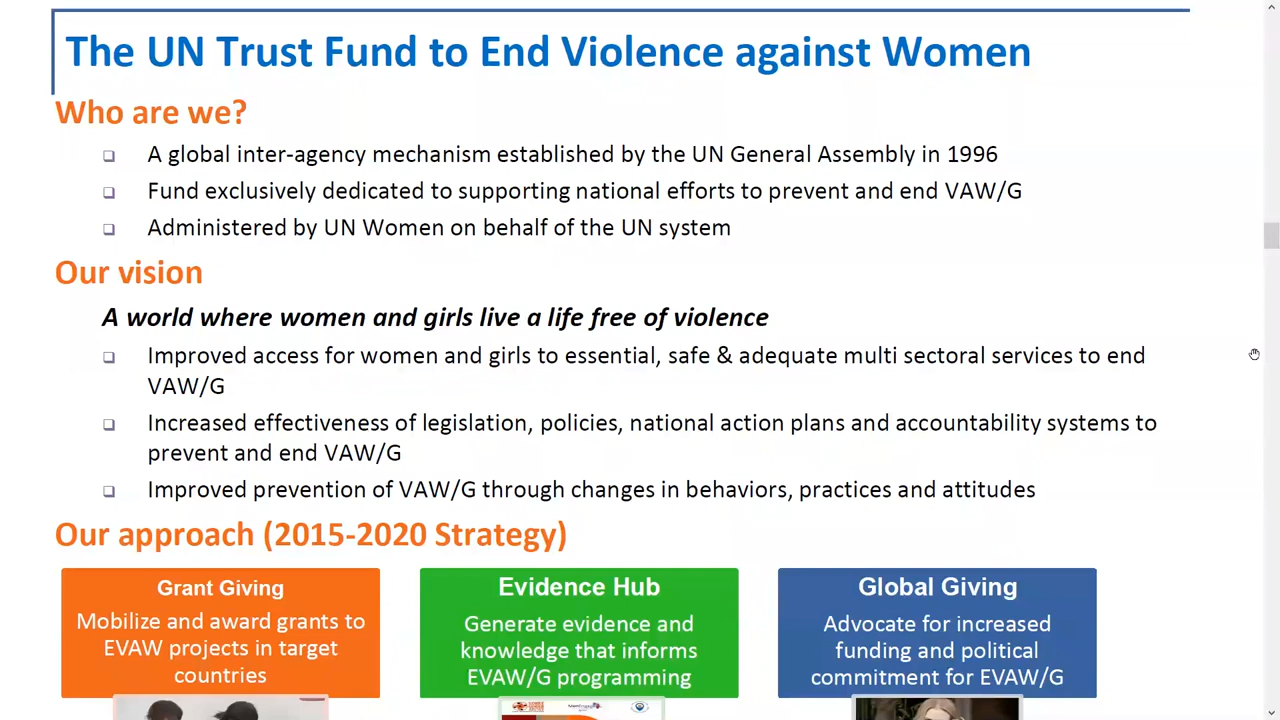 The UN Trust Fund to End Violence against Women
Who are we?
❑ A global inter-agency mechanism established by the UN General Assembly in 1996
❑ Fund exclusively dedicated to supporting national efforts to prevent and end VAW/G
❑ Administered by UN Women on behalf of the UN system
Our vision
A world where women and girls live a life free of violence
❑ Improved access for women and girls to essential, safe & adequate multi sectoral services to end
VAW/G
❑ Increased effectiveness of legislation, policies, national action plans and accountability systems to
prevent and end VAW/G
❑ Improved prevention of VAW/G through changes in behaviors, practices and attitudes
Our approach (2015-2020 Strategy)
Grant Giving
Mobilize and award grants to
EVAW projects in target
countries
Evidence Hub
Generate evidence and
knowledge that informs
EVAW/G programming
Global Giving
Advocate for increased
funding and political
commitment for EVAW/G